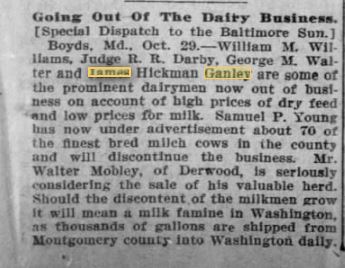 Going Out Of The Dairy Business.
[Special Dispatch to the Baltimore Sun.]
Boyds, Md., Oct. 29.—William M. Wil-
liams, Judge R. R. Darby, George M. Wal-
ter and James Hickman Ganley are some of
the prominent dairymen now out of busi-
ness on account of high prices of dry feed
and low prices for milk. Samuel P. Young
has now under advertisement about 70 of
the finest bred milch cows in the county
and will discontinue the business. Mr.
Walter Mobley, of Derwood, is seriously
considering the sale of his valuable herd.
Should the discontent of the milkmen grow
it will mean a milk famine in Washington,
as thousands of gallons are shipped from
Montgomery county into Washington daily.